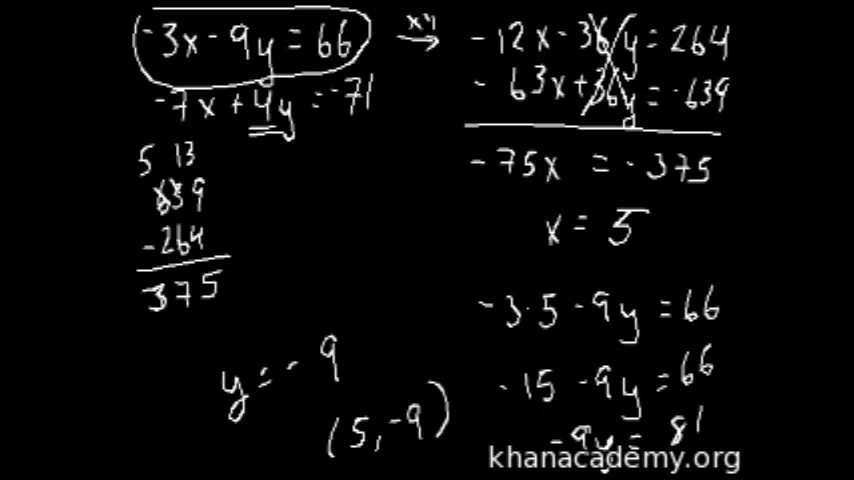 -3x - 9y = 66
-7x + 4y = -71
x4
-12x - 36y = 264
-63x + 36y = -639
-75x = -375
x = 5
5 13
639
-264
375
-3·5 - 9y = 66
-15 - 9y = 66
-9y = 81
y = -9
(5, -9)
khanacademy.org